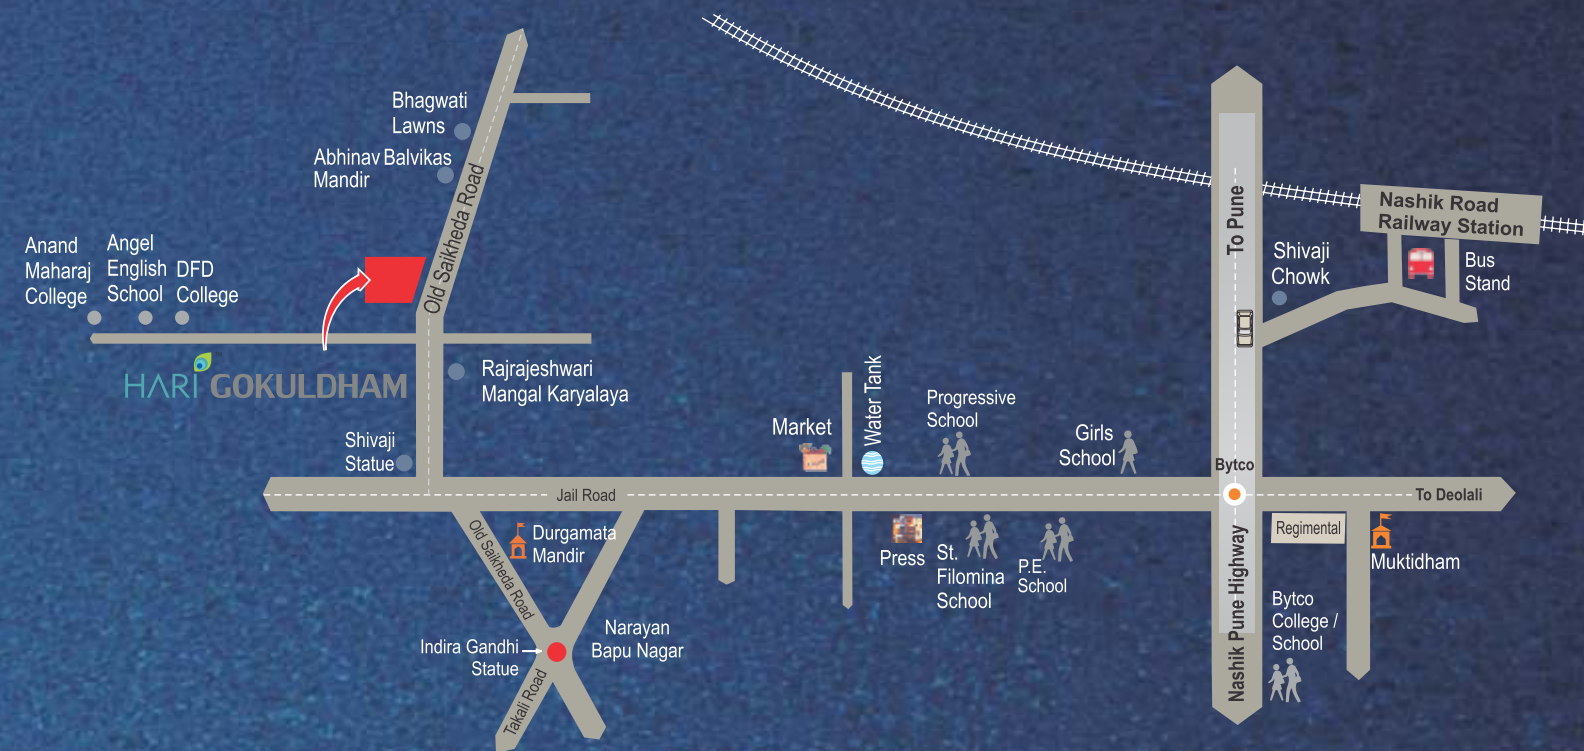 Bhagwati
Lawns
Abhinav Balvikas
Mandir
Old Saikheda Road
Anand
Maharaj
College
Angel
English
School
DFD
College
HARI GOKULDHAM
Rajrajeshwari
Mangal Karyalaya
Shivaji
Statue
To Pune
Nashik Road
Railway Station
Shivaji
Chowk
Bus
Stand
Market
Water Tank
Progressive
School
Girls
School
Bytco
Jail Road
To Deolali
Old Saikheda Road
Durgamata
Mandir
Press
St.
Filomina
School
P.E.
School
Nashik Pune Highway
Regimental
Muktidham
Bytco
College /
School
Indira Gandhi
Statue
Narayan
Bapu Nagar
Takali Road